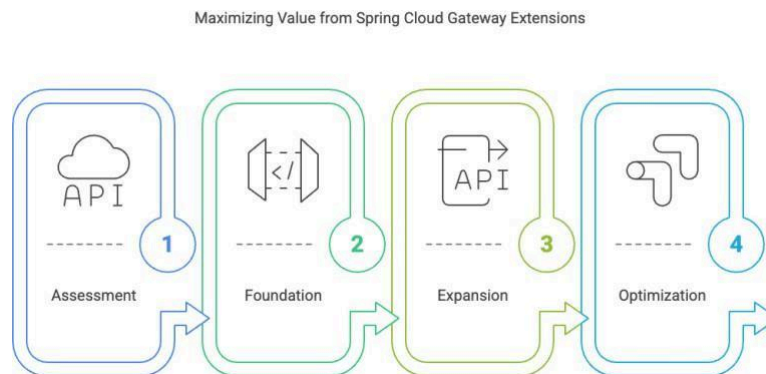 Maximizing Value from Spring Cloud Gateway Extensions
API
1
Assessment
</>
2
Foundation
API
3
Expansion
4
Optimization